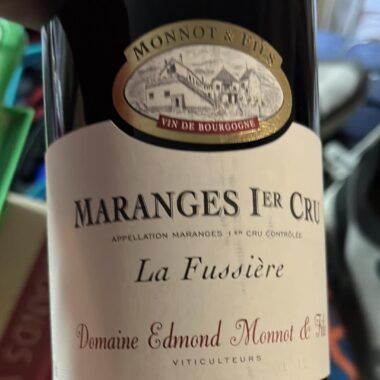 MONNOT & FILS
VIN DE BOURGOGNE
MARANGES 1ER CRU
APPELLATION MARANGES 1ER CRU CONTRÔLÉE
La Fussière
Domaine Edmond Monnot & Fils
VITICULTEURS